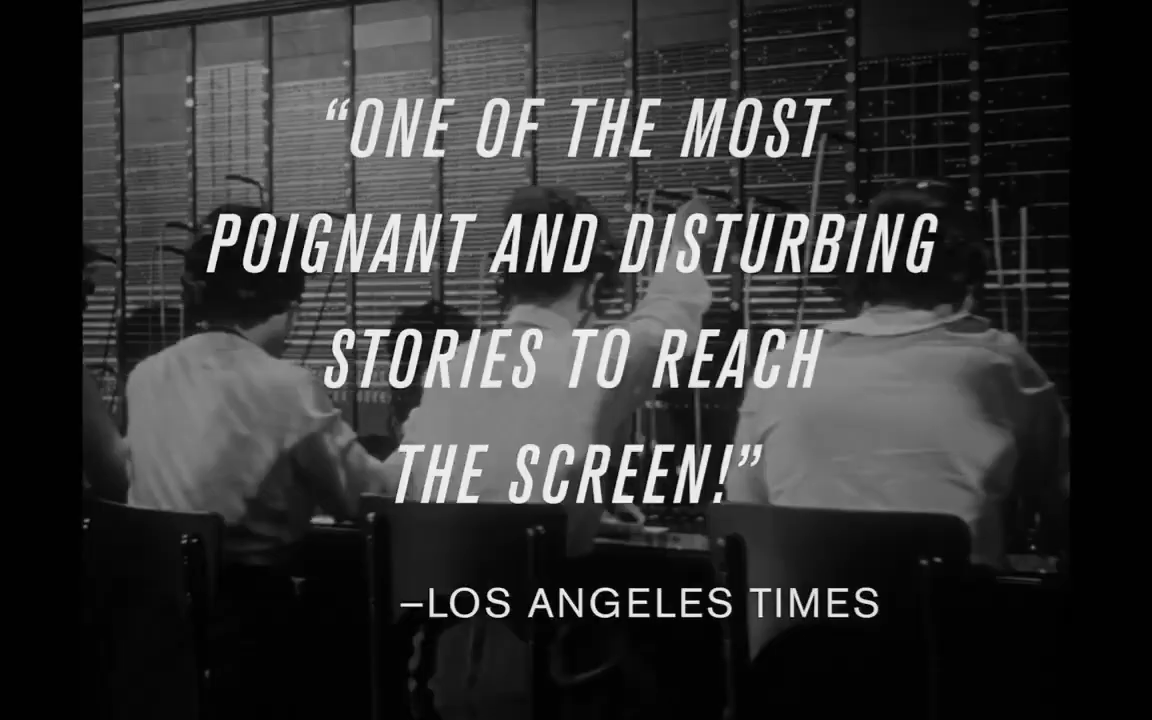 “ONE OF THE MOST
POIGNANT AND DISTURBING
STORIES TO REACH
THE SCREEN!”
–LOS ANGELES TIMES